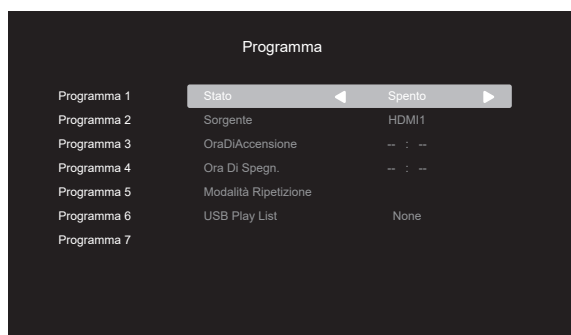 Programma
Programma 1 Stato Spento
Programma 2 Sorgente HDMI1
Programma 3 OraDiAccensione -- : --
Programma 4 Ora Di Spegn. -- : --
Programma 5 Modalità Ripetizione
Programma 6 USB Play List None
Programma 7